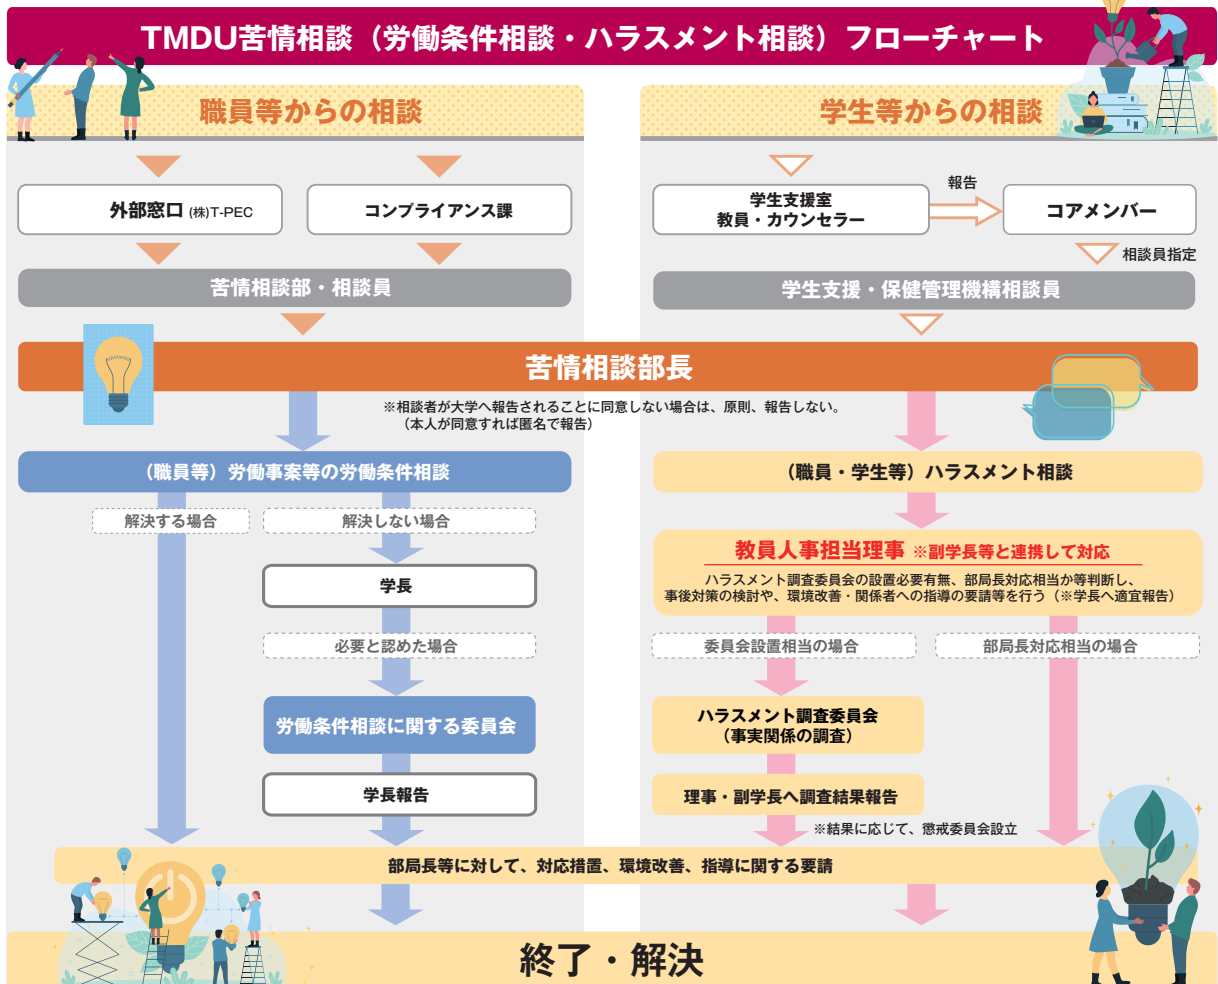 TMDU苦情相談（労働条件相談・ハラスメント相談）フローチャート
職員等からの相談
外部窓口 (株)T-PEC
コンプライアンス課
苦情相談部・相談員
学生等からの相談
学生支援室
教員・カウンセラー
報告
コアメンバー
相談員指定
学生支援・保健管理機構相談員
苦情相談部長
※相談者が大学へ報告されることに同意しない場合は、原則、報告しない。
（本人が同意すれば匿名で報告）
（職員等）労働事案等の労働条件相談
解決する場合
解決しない場合
学長
必要と認めた場合
労働条件相談に関する委員会
学長報告
（職員・学生等）ハラスメント相談
教員人事担当理事 ※副学長等と連携して対応
ハラスメント調査委員会の設置必要有無、部局長対応相当か等判断し、
事後対策の検討や、環境改善・関係者への指導の要請等を行う（※学長へ適宜報告）
委員会設置相当の場合
部局長対応相当の場合
ハラスメント調査委員会
（事実関係の調査）
理事・副学長へ調査結果報告
※結果に応じて、懲戒委員会設立
部局長等に対して、対応措置、環境改善、指導に関する要請
終了・解決